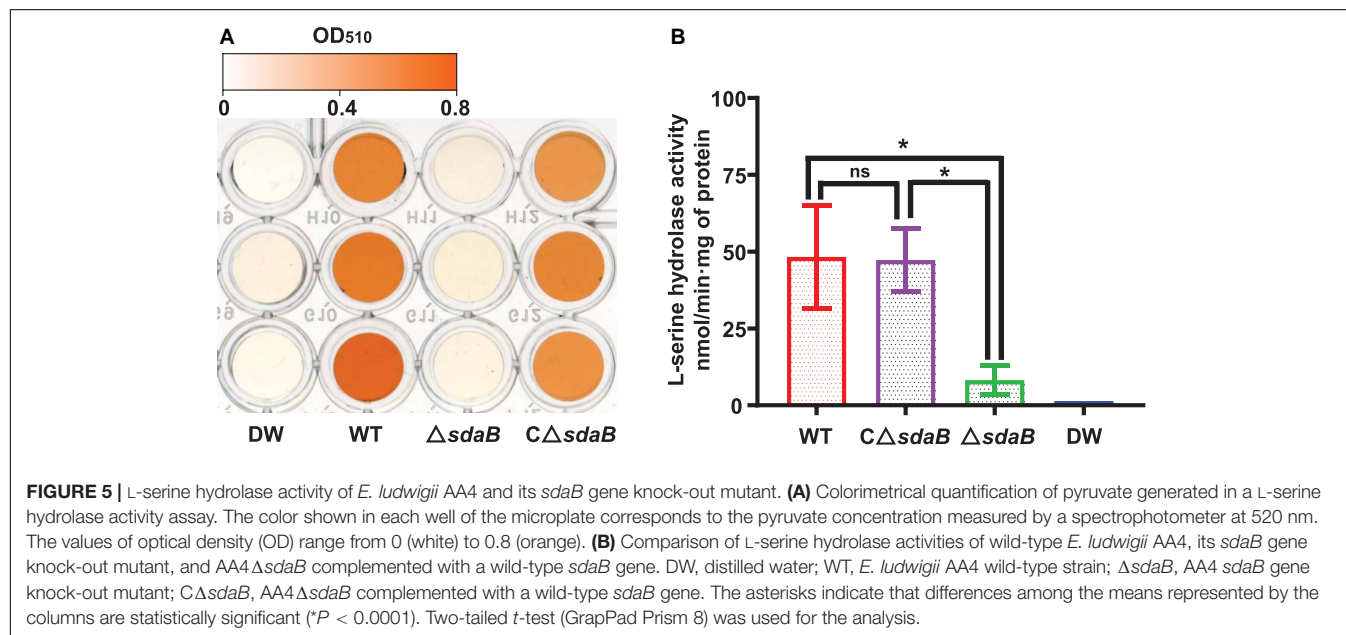 A
OD510
0 0.4 0.8
H10 H11 H12
G10 G11 G12
DW WT △sdaB C△sdaB
B
L-serine hydrolase activity
nmol/min·mg of protein
100
75
50
25
0
*
ns
*
WT C△sdaB △sdaB DW
FIGURE 5 | L-serine hydrolase activity of E. ludwigii AA4 and its sdaB gene knock-out mutant. (A) Colorimetrical quantification of pyruvate generated in a L-serine
hydrolase activity assay. The color shown in each well of the microplate corresponds to the pyruvate concentration measured by a spectrophotometer at 520 nm.
The values of optical density (OD) range from 0 (white) to 0.8 (orange). (B) Comparison of L-serine hydrolase activities of wild-type E. ludwigii AA4, its sdaB gene
knock-out mutant, and AA4ΔsdaB complemented with a wild-type sdaB gene. DW, distilled water; WT, E. ludwigii AA4 wild-type strain; ΔsdaB, AA4 sdaB gene
knock-out mutant; CΔsdaB, AA4ΔsdaB complemented with a wild-type sdaB gene. The asterisks indicate that differences among the means represented by the
columns are statistically significant (*P < 0.0001). Two-tailed t-test (GrapPad Prism 8) was used for the analysis.